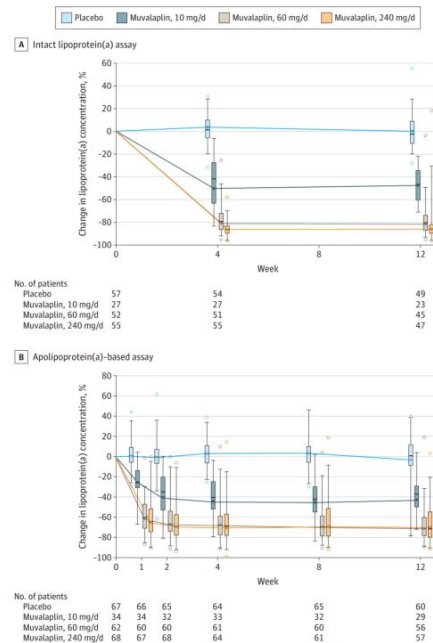 Placebo Muvalaplin, 10 mg/d Muvalaplin, 60 mg/d Muvalaplin, 240 mg/d
A Intact lipoprotein(a) assay
Change in lipoprotein(a) concentration, %
60
40
20
0
-20
-40
-60
-80
-100
0 4 8 12
Week
No. of patients
Placebo 57 54 49
Muvalaplin, 10 mg/d 27 27 23
Muvalaplin, 60 mg/d 52 51 45
Muvalaplin, 240 mg/d 55 55 47
B Apolipoprotein(a)-based assay
Change in lipoprotein(a) concentration, %
80
60
40
20
0
-20
-40
-60
-80
-100
0 1 2 4 8 12
Week
No. of patients
Placebo 67 66 65 64 65 60
Muvalaplin, 10 mg/d 34 34 32 33 32 29
Muvalaplin, 60 mg/d 62 60 60 61 60 56
Muvalaplin, 240 mg/d 68 67 68 64 61 57